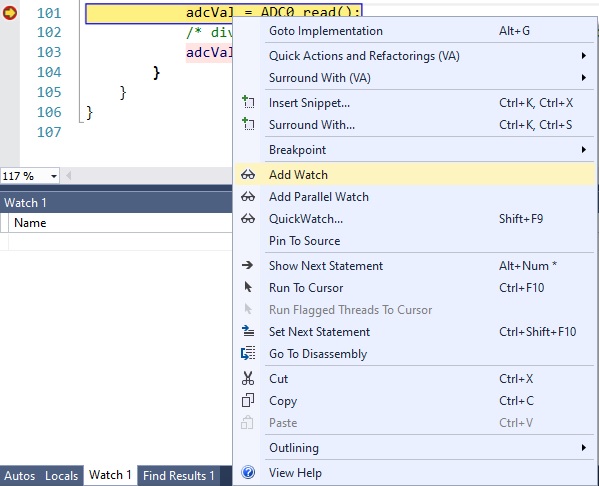 101 adcVal = ADC0_read();
102 /* div
103 adcVal
104 }
105 }
106 }
107
Goto Implementation Alt+G
Quick Actions and Refactorings (VA)
Surround With (VA)
Insert Snippet... Ctrl+K, Ctrl+X
Surround With... Ctrl+K, Ctrl+S
Breakpoint
Add Watch
Add Parallel Watch
QuickWatch... Shift+F9
Pin To Source
Show Next Statement Alt+Num *
Run To Cursor Ctrl+F10
Run Flagged Threads To Cursor
Set Next Statement Ctrl+Shift+F10
Go To Disassembly
Cut Ctrl+X
Copy Ctrl+C
Paste Ctrl+V
Outlining
View Help
117 %
Watch 1
Name
Autos Locals Watch 1 Find Results 1